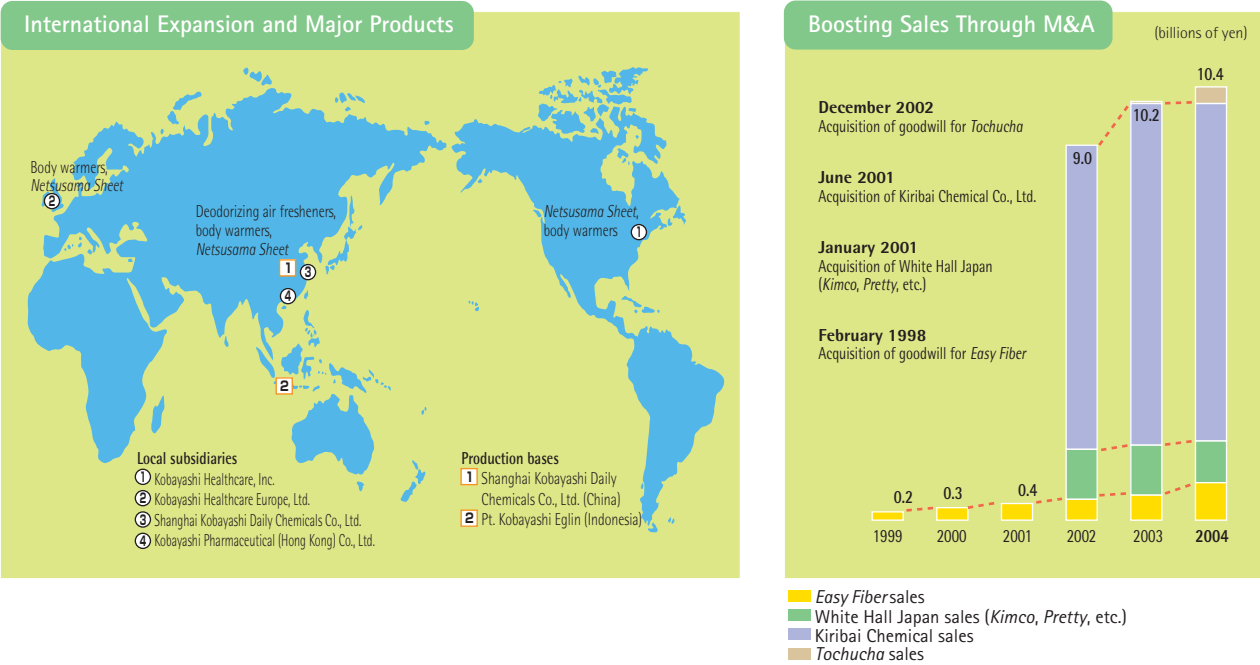 International Expansion and Major Products
Body warmers,
Netsusama Sheet
2
Deodorizing air fresheners,
body warmers,
Netsusama Sheet
1
3
4
2
Netsusama Sheet,
body warmers
1
Local subsidiaries
1 Kobayashi Healthcare, Inc.
2 Kobayashi Healthcare Europe, Ltd.
3 Shanghai Kobayashi Daily Chemicals Co., Ltd.
4 Kobayashi Pharmaceutical (Hong Kong) Co., Ltd.
Production bases
1 Shanghai Kobayashi Daily
Chemicals Co., Ltd. (China)
2 Pt. Kobayashi Eglin (Indonesia)
Boosting Sales Through M&A
(billions of yen)
December 2002
Acquisition of goodwill for Tochucha
June 2001
Acquisition of Kiribai Chemical Co., Ltd.
January 2001
Acquisition of White Hall Japan
(Kimco, Pretty, etc.)
February 1998
Acquisition of goodwill for Easy Fiber
0.2
0.3
0.4
9.0
10.2
10.4
1999
2000
2001
2002
2003
2004
Easy Fiber sales
White Hall Japan sales (Kimco, Pretty, etc.)
Kiribai Chemical sales
Tochucha sales